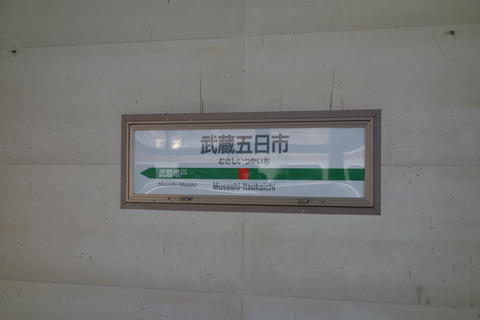 武蔵五日市
むさしいつかいち
武蔵増戸
Musashi-Masuko
Musashi-Itsukaichi